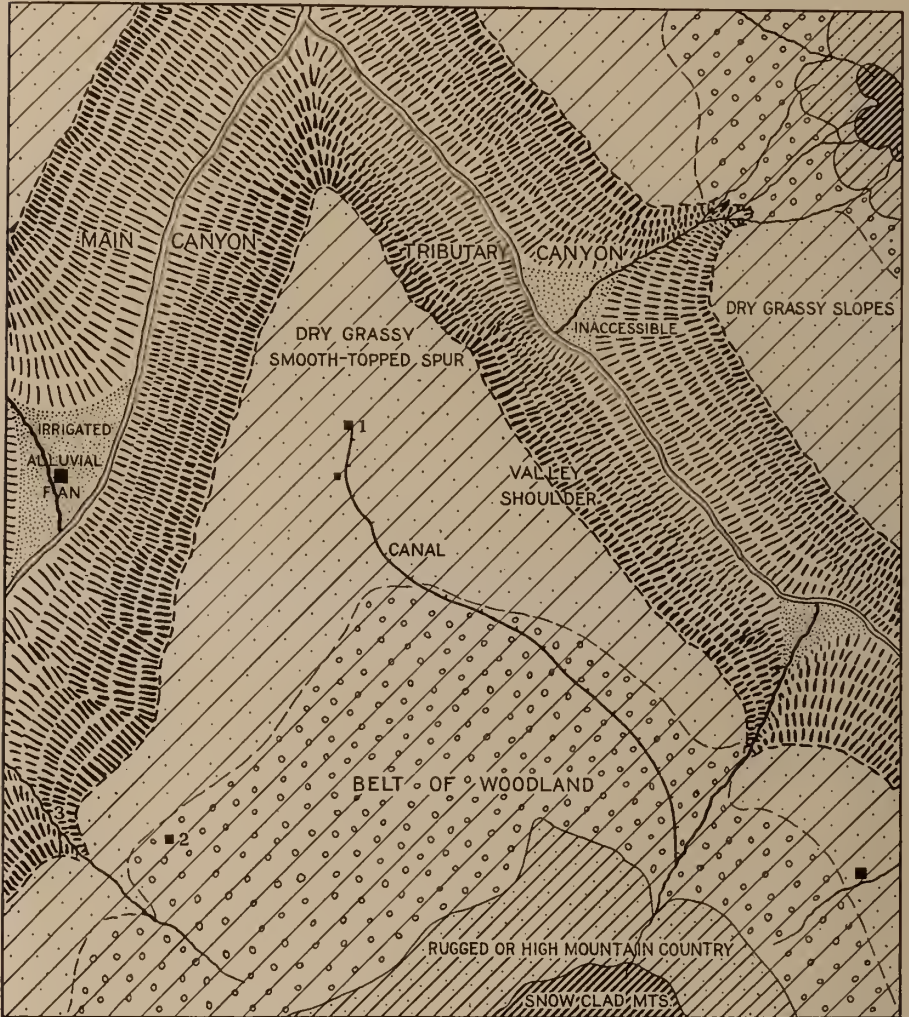 MAIN CANYON
TRIBUTARY CANYON
INACCESSIBLE
DRY GRASSY SLOPES
DRY GRASSY
SMOOTH-TOPPED SPUR
IRRIGATED
ALLUVIAL
FAN
1
VALLEY
SHOULDER
CANAL
BELT OF WOODLAND
3
2
RUGGED OR HIGH MOUNTAIN COUNTRY
SNOW CLAD MTS.